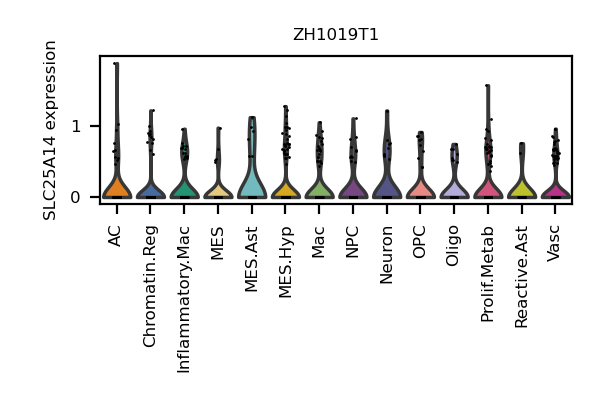 ZH1019T1
SLC25A14 expression
1
0
AC
Chromatin.Reg
Inflammatory.Mac
MES
MES.Ast
MES.Hyp
Mac
NPC
Neuron
OPC
Oligo
Prolif.Metab
Reactive.Ast
Vasc